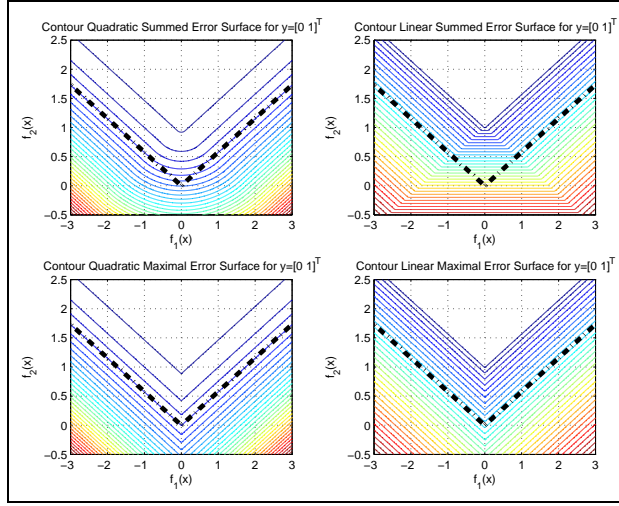 Contour Quadratic Summed Error Surface for y=[0 1]^T
2.5
2
1.5
1
0.5
0
−0.5
f_2(x)
−3 −2 −1 0 1 2 3
f_1(x)
Contour Linear Summed Error Surface for y=[0 1]^T
2.5
2
1.5
1
0.5
0
−0.5
f_2(x)
−3 −2 −1 0 1 2 3
f_1(x)
Contour Quadratic Maximal Error Surface for y=[0 1]^T
2.5
2
1.5
1
0.5
0
−0.5
f_2(x)
−3 −2 −1 0 1 2 3
f_1(x)
Contour Linear Maximal Error Surface for y=[0 1]^T
2.5
2
1.5
1
0.5
0
−0.5
f_2(x)
−3 −2 −1 0 1 2 3
f_1(x)